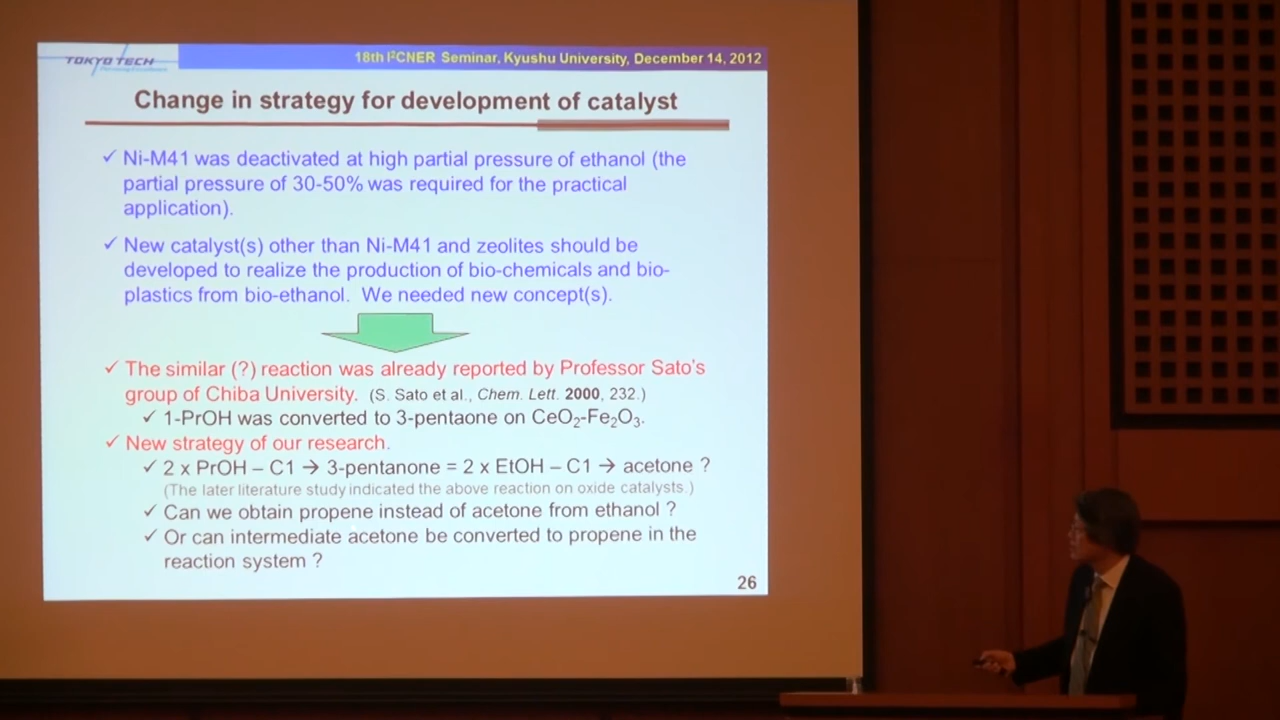 TOKYO TECH
18th I²CNER Seminar, Kyushu University, December 14, 2012
Change in strategy for development of catalyst
✓ Ni-M41 was deactivated at high partial pressure of ethanol (the
partial pressure of 30-50% was required for the practical
application).
✓ New catalyst(s) other than Ni-M41 and zeolites should be
developed to realize the production of bio-chemicals and bio-
plastics from bio-ethanol. We needed new concept(s).
✓ The similar (?) reaction was already reported by Professor Sato's
group of Chiba University. (S. Sato et al., Chem. Lett. 2000, 232.)
✓ 1-PrOH was converted to 3-pentaone on CeO₂-Fe₂O₃.
✓ New strategy of our research.
✓ 2 x PrOH – C1 → 3-pentanone = 2 x EtOH – C1 → acetone ?
(The later literature study indicated the above reaction on oxide catalysts.)
✓ Can we obtain propene instead of acetone from ethanol ?
✓ Or can intermediate acetone be converted to propene in the
reaction system ?
26